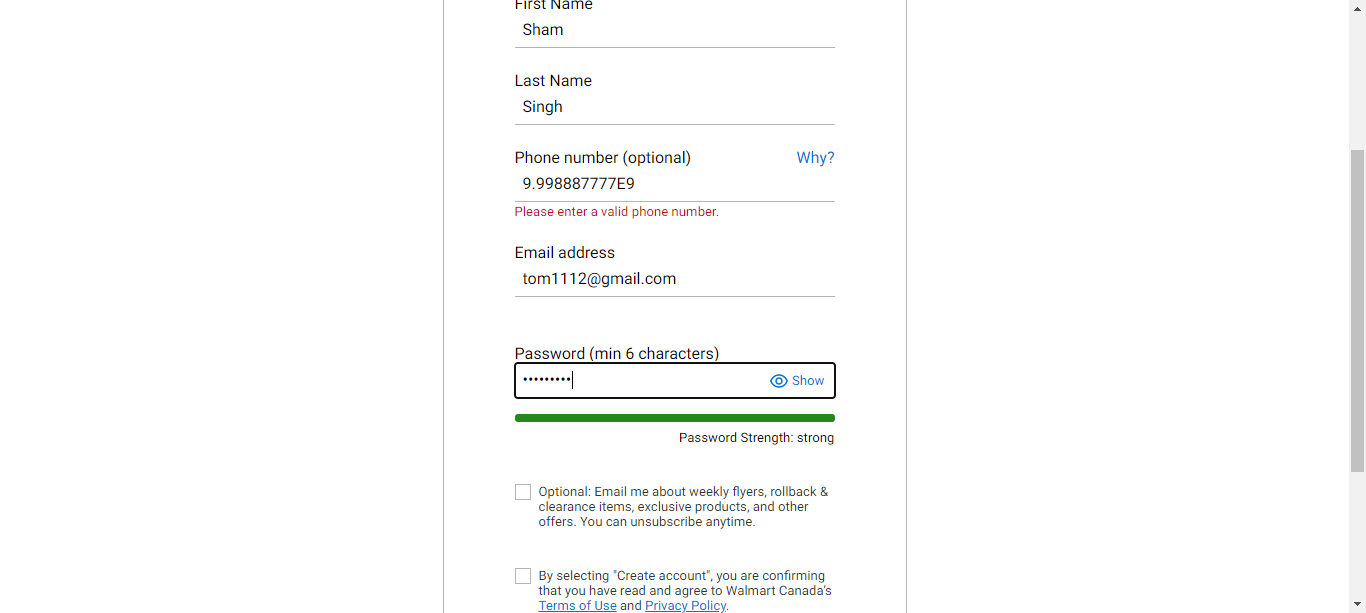 First Name
Sham
Last Name
Singh
Phone number (optional) Why?
9.998887777E9
Please enter a valid phone number.
Email address
tom1112@gmail.com
Password (min 6 characters)
••••••••• Show
Password Strength: strong
Optional: Email me about weekly flyers, rollback &
clearance items, exclusive products, and other
offers. You can unsubscribe anytime.
By selecting "Create account", you are confirming
that you have read and agree to Walmart Canada's
Terms of Use and Privacy Policy.